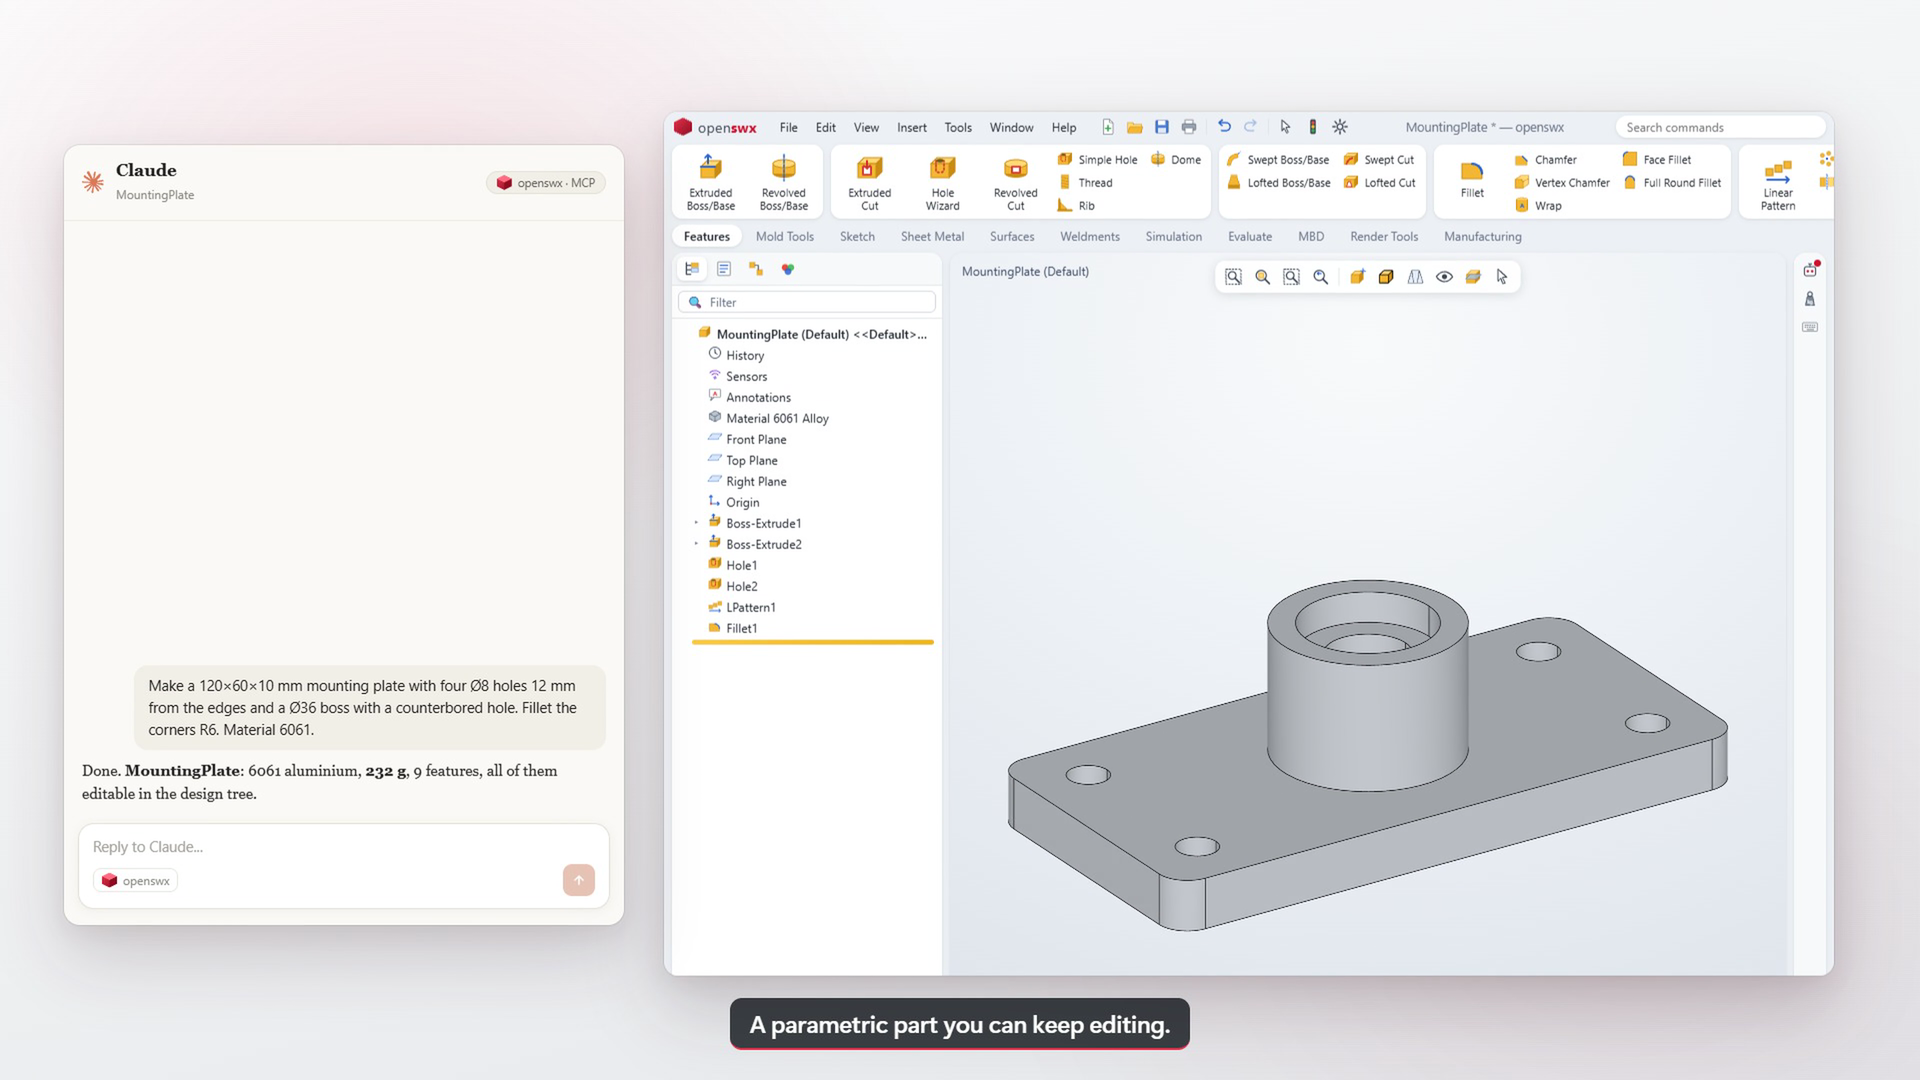 Claude
MountingPlate
openswx · MCP
Make a 120×60×10 mm mounting plate with four Ø8 holes 12 mm
from the edges and a Ø36 boss with a counterbored hole. Fillet the
corners R6. Material 6061.
Done. MountingPlate: 6061 aluminium, 232 g, 9 features, all of them
editable in the design tree.
Reply to Claude...
openswx
openswx File Edit View Insert Tools Window Help MountingPlate * — openswx Search commands
Extruded
Boss/Base
Revolved
Boss/Base
Extruded
Cut
Hole
Wizard
Revolved
Cut
Simple Hole
Dome
Thread
Rib
Swept Boss/Base
Swept Cut
Lofted Boss/Base
Lofted Cut
Fillet
Chamfer
Face Fillet
Vertex Chamfer
Full Round Fillet
Wrap
Linear
Pattern
Features Mold Tools Sketch Sheet Metal Surfaces Weldments Simulation Evaluate MBD Render Tools Manufacturing
Filter
MountingPlate (Default) <<Default>...
History
Sensors
Annotations
Material 6061 Alloy
Front Plane
Top Plane
Right Plane
Origin
Boss-Extrude1
Boss-Extrude2
Hole1
Hole2
LPattern1
Fillet1
MountingPlate (Default)
A parametric part you can keep editing.